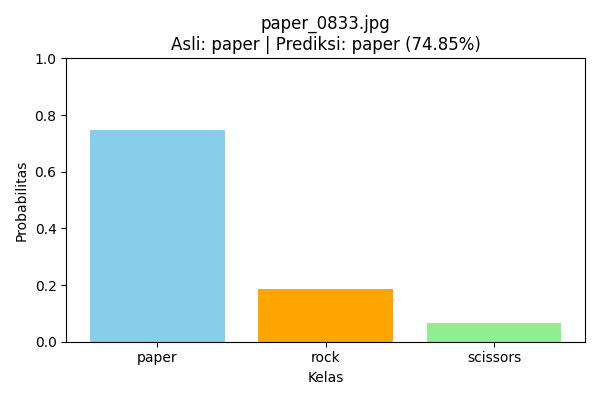 paper_0833.jpg
Asli: paper | Prediksi: paper (74.85%)
1.0
0.8
0.6
0.4
0.2
0.0
Probabilitas
paper
rock
scissors
Kelas